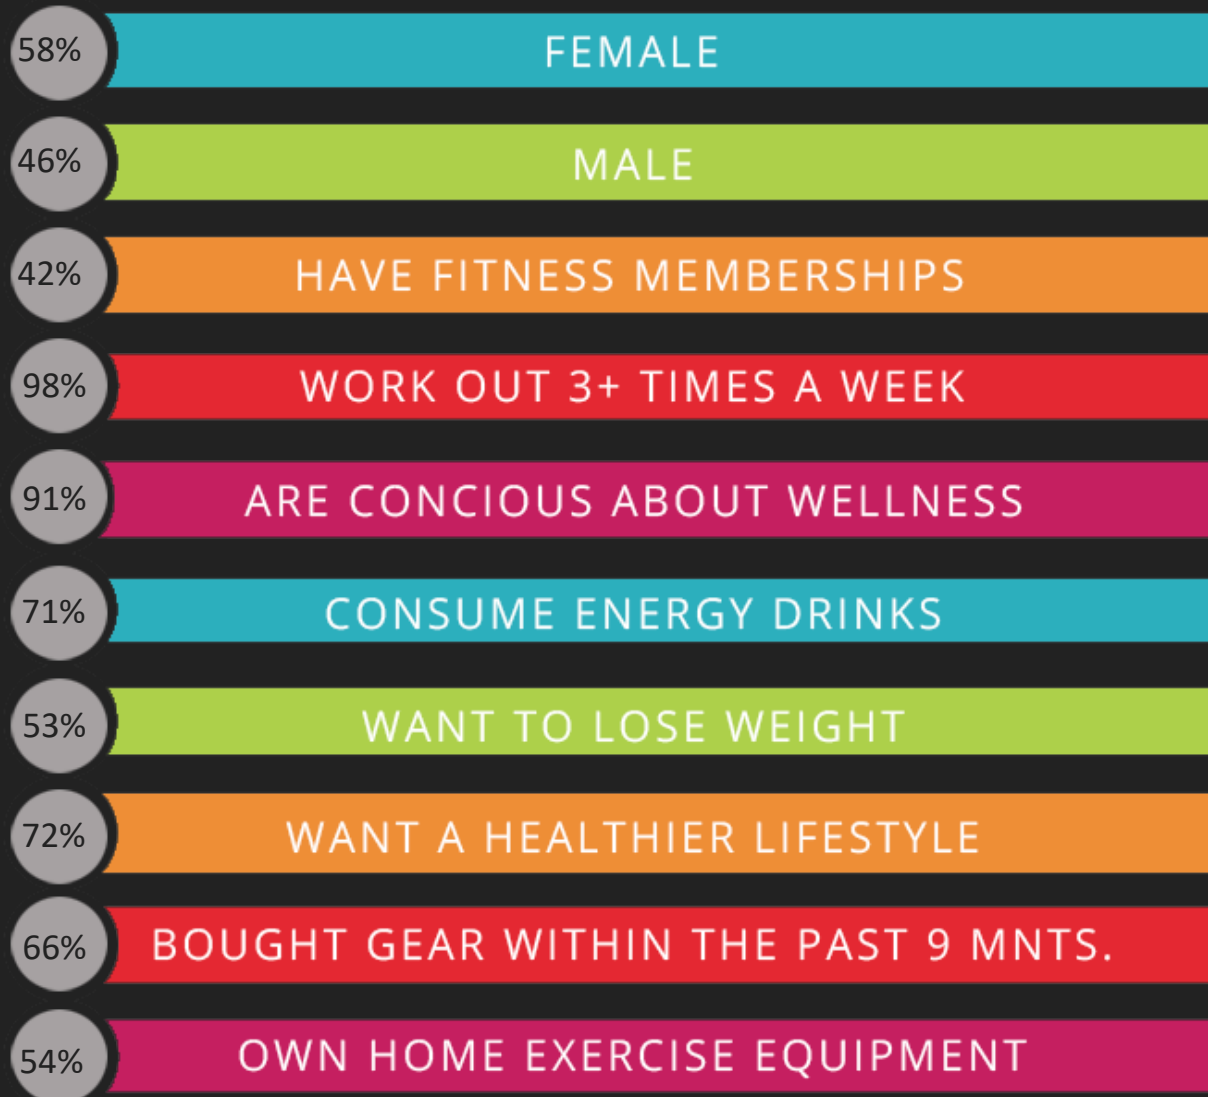 58% FEMALE
46% MALE
42% HAVE FITNESS MEMBERSHIPS
98% WORK OUT 3+ TIMES A WEEK
91% ARE CONCIOUS ABOUT WELLNESS
71% CONSUME ENERGY DRINKS
53% WANT TO LOSE WEIGHT
72% WANT A HEALTHIER LIFESTYLE
66% BOUGHT GEAR WITHIN THE PAST 9 MNTS.
54% OWN HOME EXERCISE EQUIPMENT